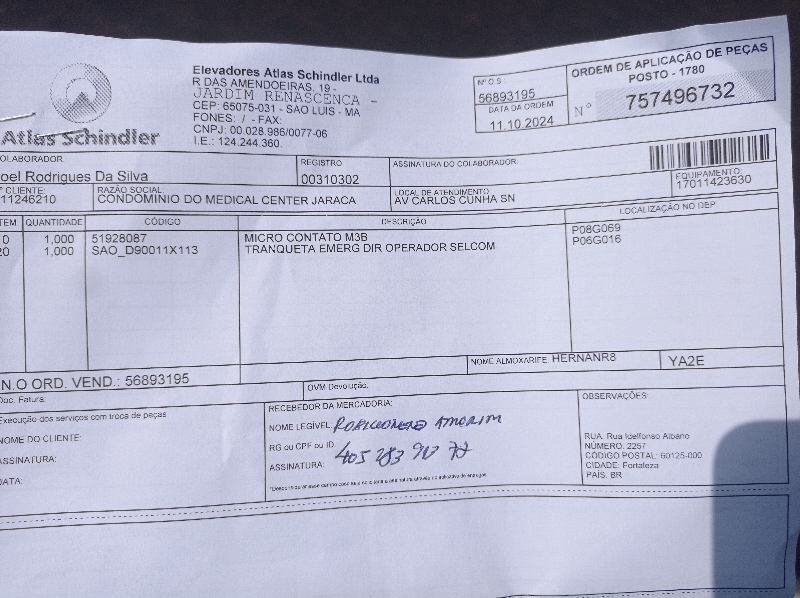 Atlas Schindler
Elevadores Atlas Schindler Ltda
R DAS AMENDOEIRAS, 19 -
JARDIM RENASCENCA -
CEP: 65075-031 - SAO LUIS - MA
FONES: / - FAX:
CNPJ: 00.028.986/0077-06
I.E.: 124.244.360.
Nº O.S
56893195
DATA DA ORDEM
11.10.2024
ORDEM DE APLICAÇÃO DE PEÇAS
POSTO - 1780
Nº 757496732
OLABORADOR
oel Rodrigues Da Silva
REGISTRO
00310302
ASSINATURA DO COLABORADOR:
EQUIPAMENTO:
17011423630
º CLIENTE:
11246210
RAZÃO SOCIAL
CONDOMINIO DO MEDICAL CENTER JARACA
LOCAL DE ATENDIMENTO
AV CARLOS CUNHA SN
TEM QUANTIDADE CÓDIGO DESCRIÇÃO LOCALIZAÇÃO NO DEP.
0 1,000 51928087 MICRO CONTATO M3B P08G069
20 1,000 SAO_D90011X113 TRANQUETA EMERG DIR OPERADOR SELCOM P06G016
NOME ALMOXARIFE: HERNANR8 YA2E
N.O ORD. VEND.: 56893195
Doc. Fatura:
OVM Devolução:
Execução dos serviços com troca de peças
NOME DO CLIENTE:
ASSINATURA:
DATA:
RECEBEDOR DA MERCADORIA:
NOME LEGÍVEL: AMORIM
RG ou CPF ou ID
ASSINATURA: 405 283 912 72
OBSERVAÇÕES:
RUA: Rua Idelfonso Albano
NÚMERO: 2257
CÓDIGO POSTAL: 60125-000
CIDADE: Fortaleza
PAÍS: BR